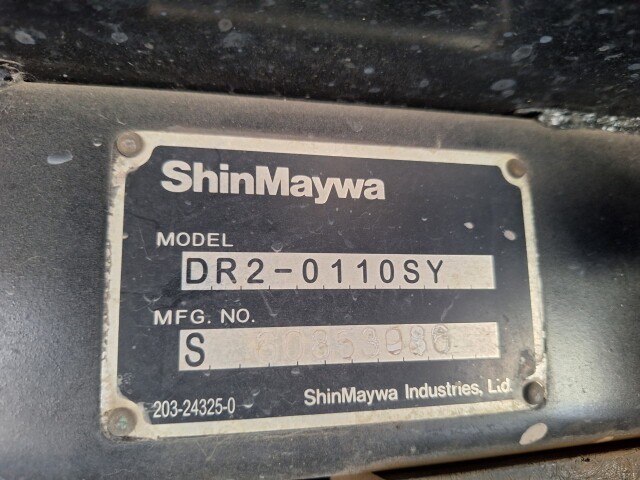 ShinMaywa
MODEL
DR2-0110SY
MFG. NO.
S
203-24325-0
ShinMaywa Industries, Ltd.